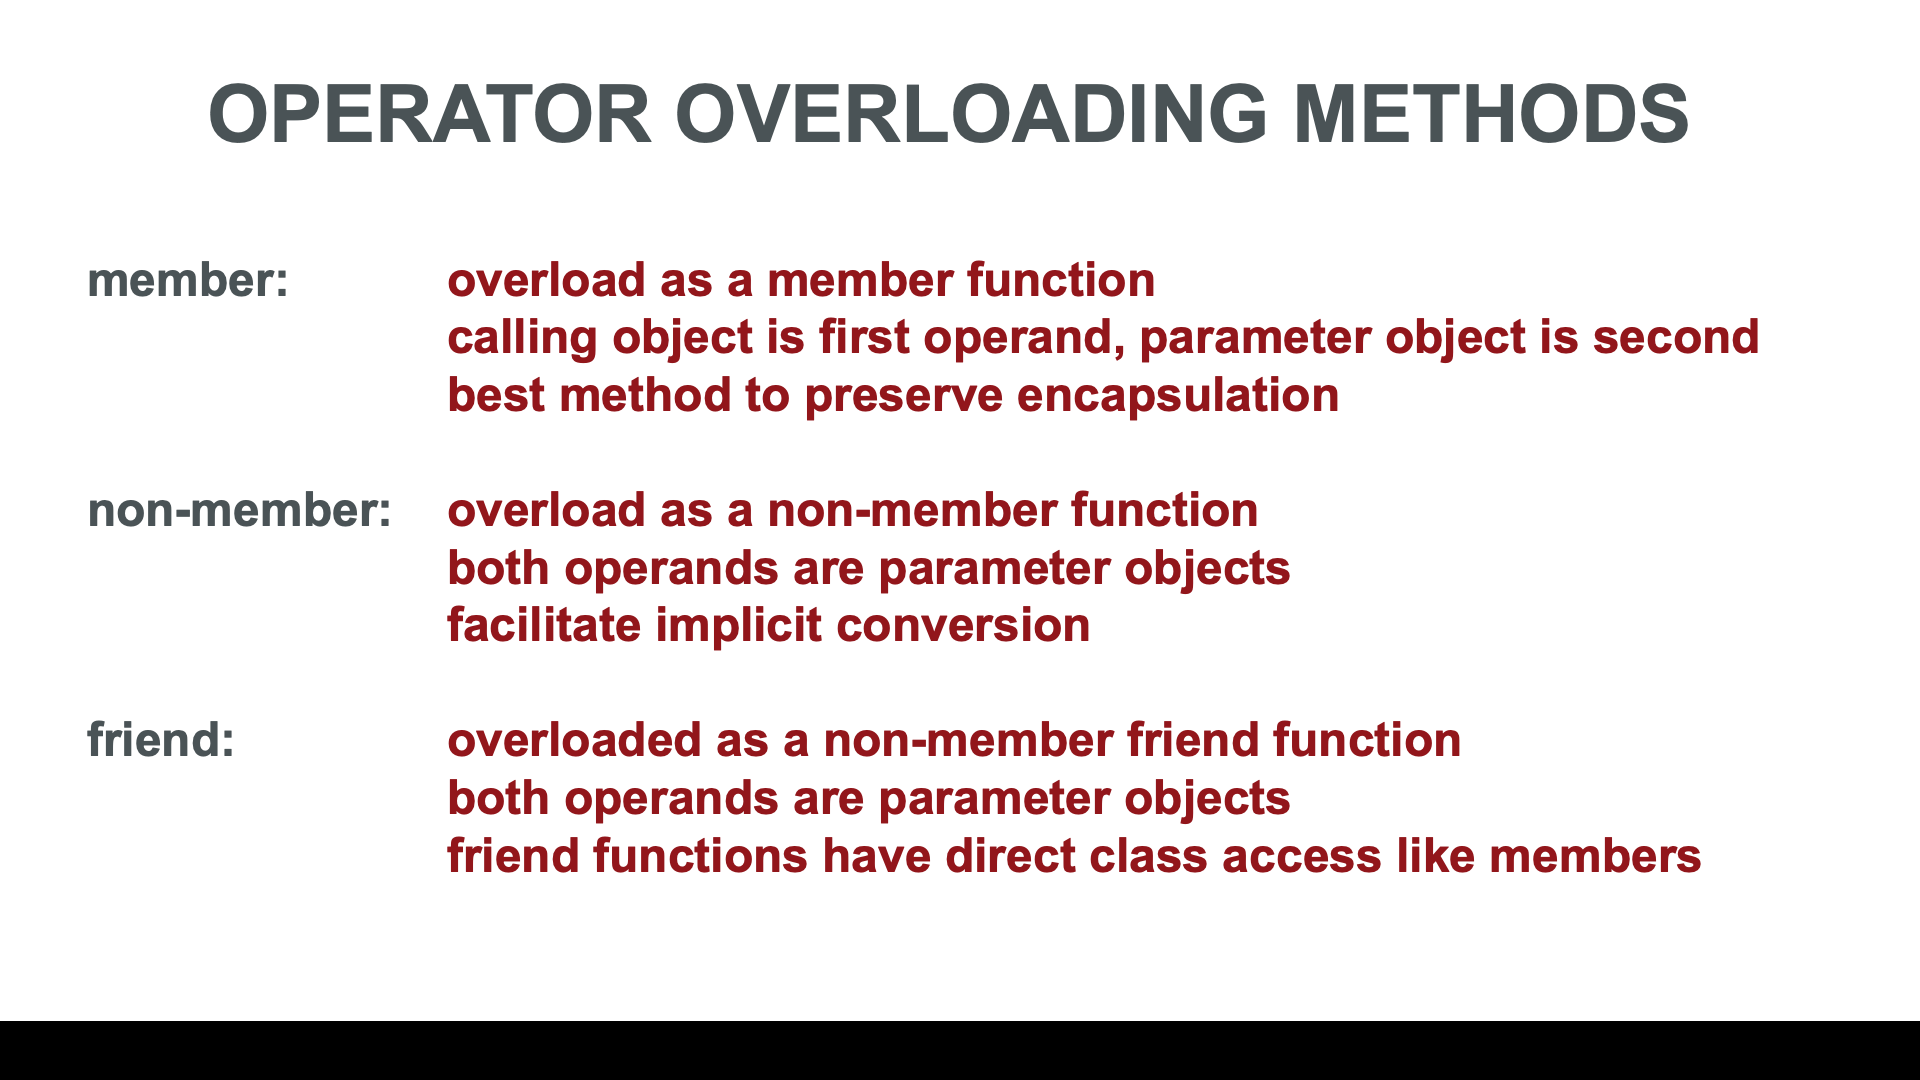 OPERATOR OVERLOADING METHODS
member: overload as a member function
calling object is first operand, parameter object is second
best method to preserve encapsulation
non-member: overload as a non-member function
both operands are parameter objects
facilitate implicit conversion
friend: overloaded as a non-member friend function
both operands are parameter objects
friend functions have direct class access like members